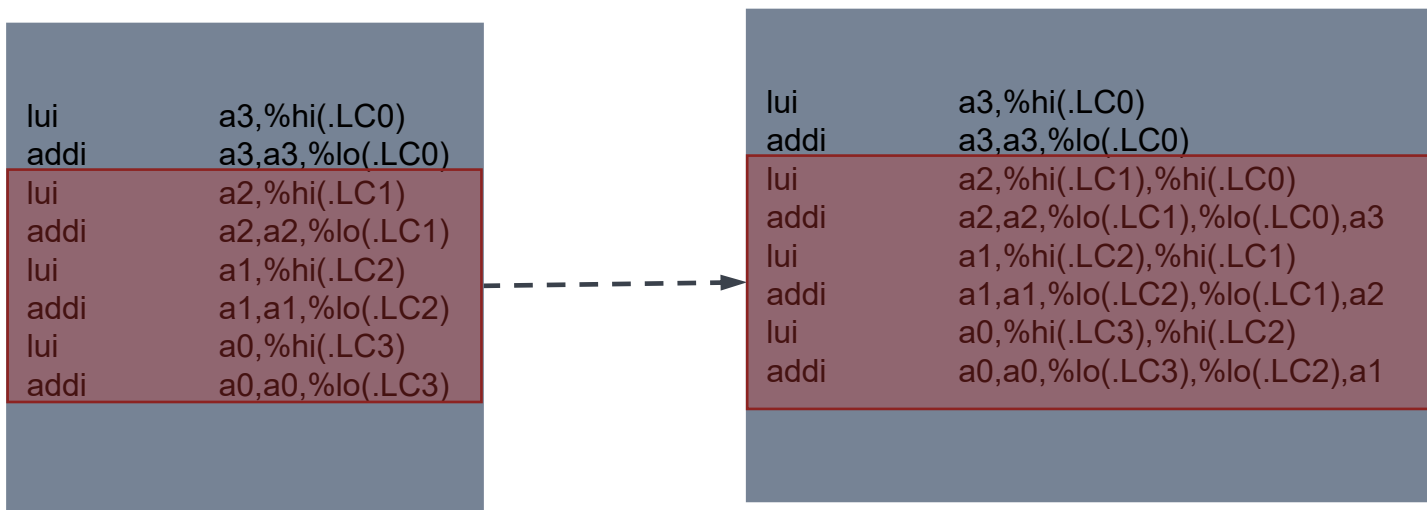 lui a3,%hi(.LC0)
addi a3,a3,%lo(.LC0)
lui a2,%hi(.LC1)
addi a2,a2,%lo(.LC1)
lui a1,%hi(.LC2)
addi a1,a1,%lo(.LC2)
lui a0,%hi(.LC3)
addi a0,a0,%lo(.LC3)
lui a3,%hi(.LC0)
addi a3,a3,%lo(.LC0)
lui a2,%hi(.LC1),%hi(.LC0)
addi a2,a2,%lo(.LC1),%lo(.LC0),a3
lui a1,%hi(.LC2),%hi(.LC1)
addi a1,a1,%lo(.LC2),%lo(.LC1),a2
lui a0,%hi(.LC3),%hi(.LC2)
addi a0,a0,%lo(.LC3),%lo(.LC2),a1